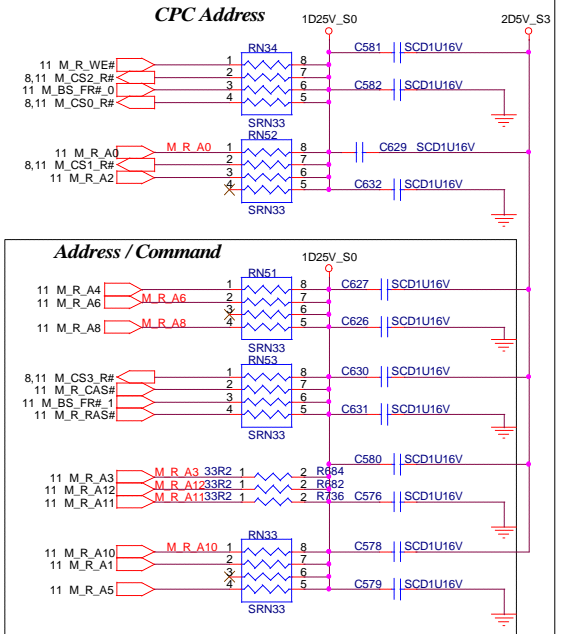 CPC Address 1D25V_S0 2D5V_S3
RN34 C581 SCD1U16V
11 M_R_WE# 1 8
8,11 M_CS2_R# 2 7
11 M_BS_FR#_0 3 6 C582 SCD1U16V
8,11 M_CS0_R# 4 5
SRN33
RN52
11 M_R_A0 M_R_A0 1 8 C629 SCD1U16V
8,11 M_CS1_R# 2 7
11 M_R_A2 3 6
4 5 C632 SCD1U16V
SRN33
Address / Command 1D25V_S0
RN51
11 M_R_A4 1 8 C627 SCD1U16V
11 M_R_A6 M_R_A6 2 7
3 6
11 M_R_A8 M_R_A8 4 5 C626 SCD1U16V
SRN33
RN53
8,11 M_CS3_R# 1 8 C630 SCD1U16V
11 M_R_CAS# 2 7
11 M_BS_FR#_1 3 6
11 M_R_RAS# 4 5 C631 SCD1U16V
SRN33
C580 SCD1U16V
11 M_R_A3 M_R_A3 33R2 1 2 R684
11 M_R_A12 M_R_A12 33R2 1 2 R682
11 M_R_A11 M_R_A11 33R2 1 2 R736 C576 SCD1U16V
RN33
11 M_R_A10 M_R_A10 1 8 C578 SCD1U16V
11 M_R_A1 2 7
3 6
11 M_R_A5 4 5 C579 SCD1U16V
SRN33